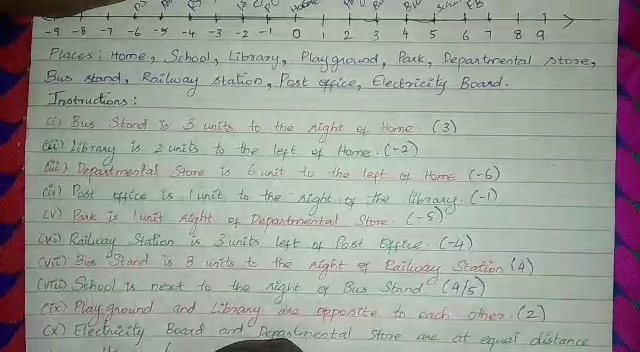 DS Home Bus School EB
-9 -8 -7 -6 -5 -4 -3 -2 -1 0 1 2 3 4 5 6 7 8 9
Places: Home, School, Library, Playground, Park, Departmental store,
Bus stand, Railway station, Post office, Electricity Board.
Instructions:
(i) Bus Stand is 3 units to the right of Home. (3)
(ii) Library is 2 units to the left of Home. (-2)
(iii) Departmental Store is 6 unit to the left of Home (-6)
(iv) Post office is 1 unit to the right of the library. (-1)
(v) Park is 1 unit right of Departmental Store. (-5)
(vi) Railway Station is 3 units left of Post Office. (-4)
(vii) Bus Stand is 8 units to the right of Railway Station (4)
(viii) School is next to the right of Bus Stand (4/5)
(ix) Playground and Library are opposite to each other. (2)
(x) Electricity Board and Departmental Store are at equal distance